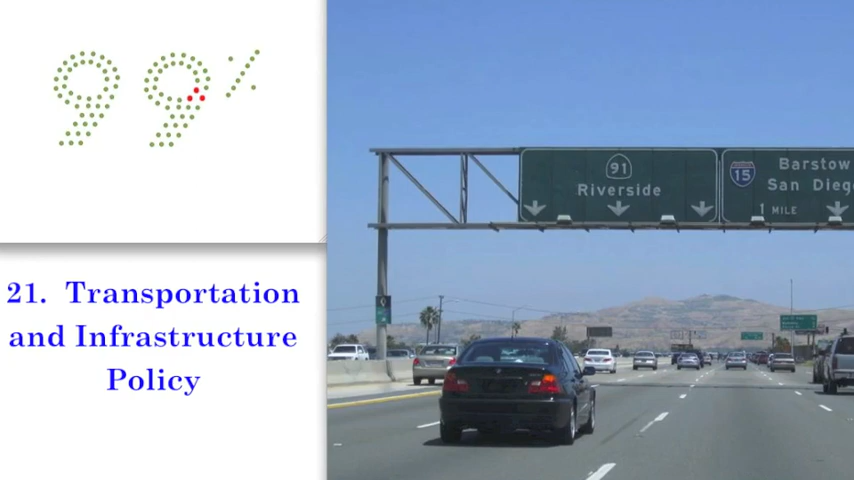 99%
21. Transportation
and Infrastructure
Policy
91
Riverside
15
Barstow
San Dieg
1 MILE